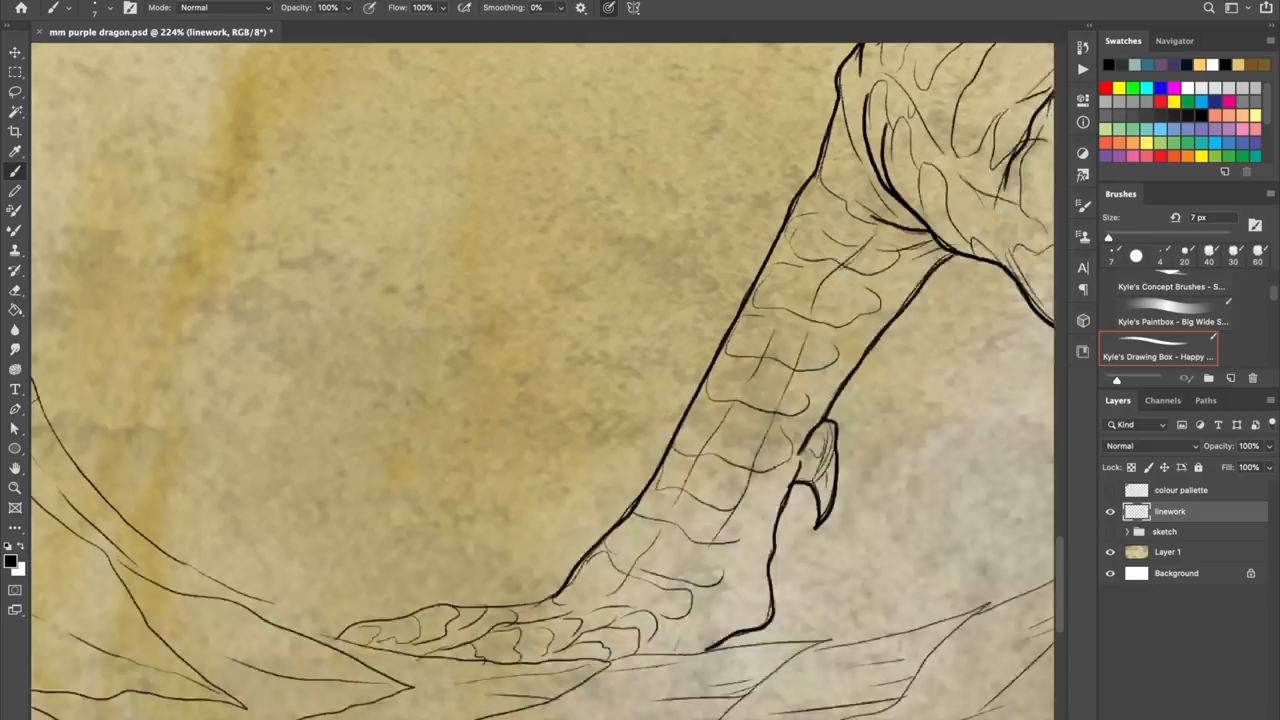 7
Mode:
Normal
Opacity:
100%
Flow:
100%
Smoothing:
0%
mm purple dragon.psd @ 224% (linework, RGB/8*) *
Swatches
Navigator
Brushes
Size:
7 px
7
4
20
40
30
60
Kyle's Concept Brushes - S...
Kyle's Paintbox - Big Wide S...
Kyle's Drawing Box - Happy ...
Layers
Channels
Paths
Kind
Normal
Opacity:
100%
Lock:
Fill:
100%
colour pallette
linework
sketch
Layer 1
Background